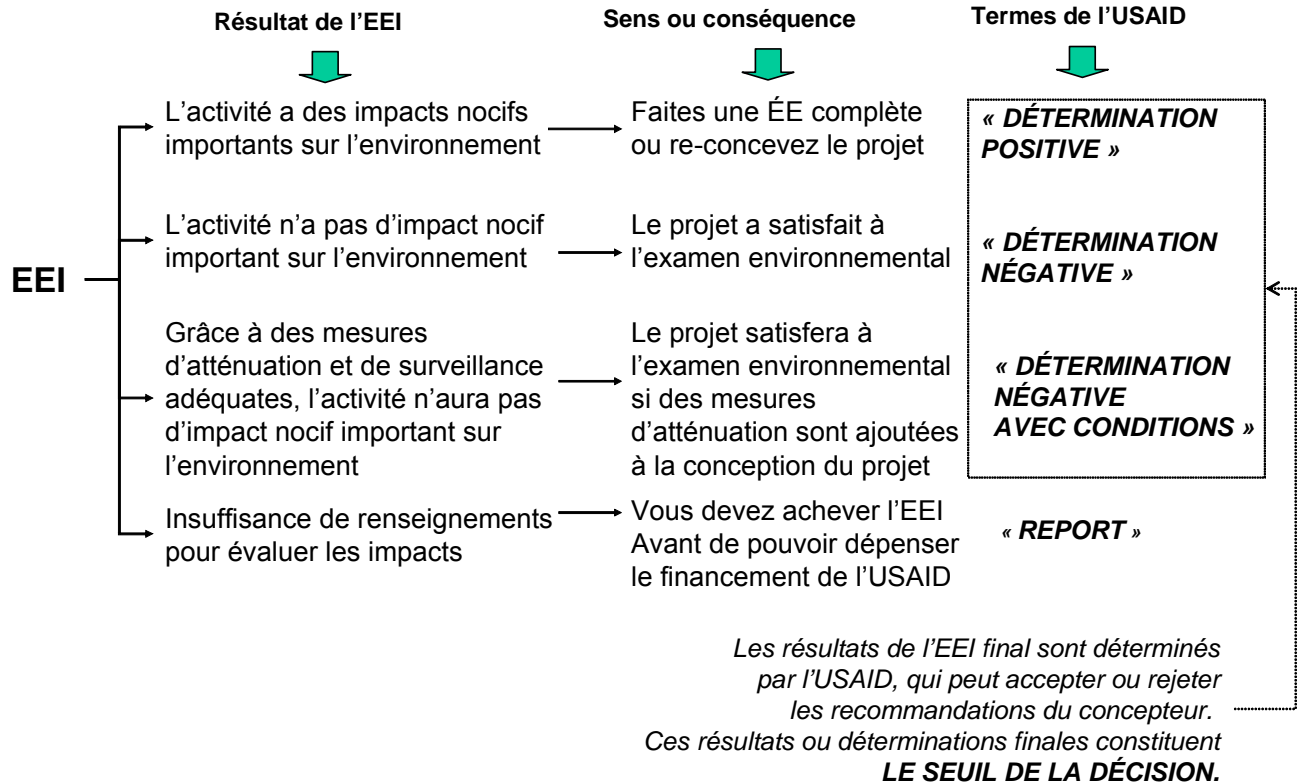 Résultat de l’EEI
Sens ou conséquence
Termes de l’USAID
EEI
L’activité a des impacts nocifs
importants sur l’environnement
Faites une ÉE complète
ou re-concevez le projet
« DÉTERMINATION
POSITIVE »
L’activité n’a pas d’impact nocif
important sur l’environnement
Le projet a satisfait à
l’examen environnemental
« DÉTERMINATION
NÉGATIVE »
Grâce à des mesures
d’atténuation et de surveillance
adéquates, l’activité n’aura pas
d’impact nocif important sur
l’environnement
Le projet satisfera à
l’examen environnemental
si des mesures
d’atténuation sont ajoutées
à la conception du projet
« DÉTERMINATION
NÉGATIVE
AVEC CONDITIONS »
Insuffisance de renseignements
pour évaluer les impacts
Vous devez achever l’EEI
Avant de pouvoir dépenser
le financement de l’USAID
« REPORT »
Les résultats de l’EEI final sont déterminés
par l’USAID, qui peut accepter ou rejeter
les recommandations du concepteur.
Ces résultats ou déterminations finales constituent
LE SEUIL DE LA DÉCISION.